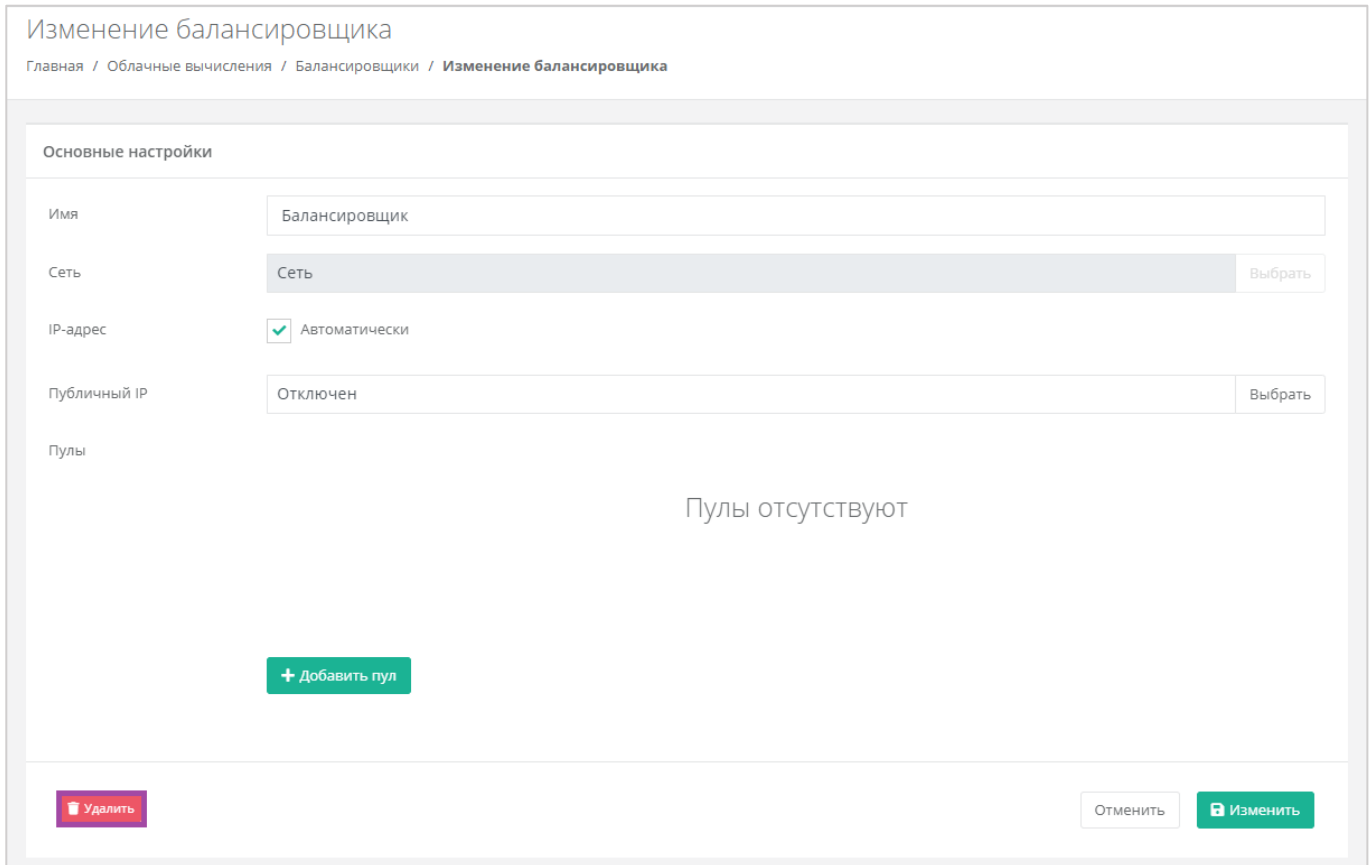 Изменение балансировщика
Главная / Облачные вычисления / Балансировщики / Изменение балансировщика
Основные настройки
Имя Балансировщик
Сеть Сеть Выбрать
IP-адрес Автоматически
Публичный IP Отключен Выбрать
Пулы
Пулы отсутствуют
Добавить пул
Удалить Отменить Изменить